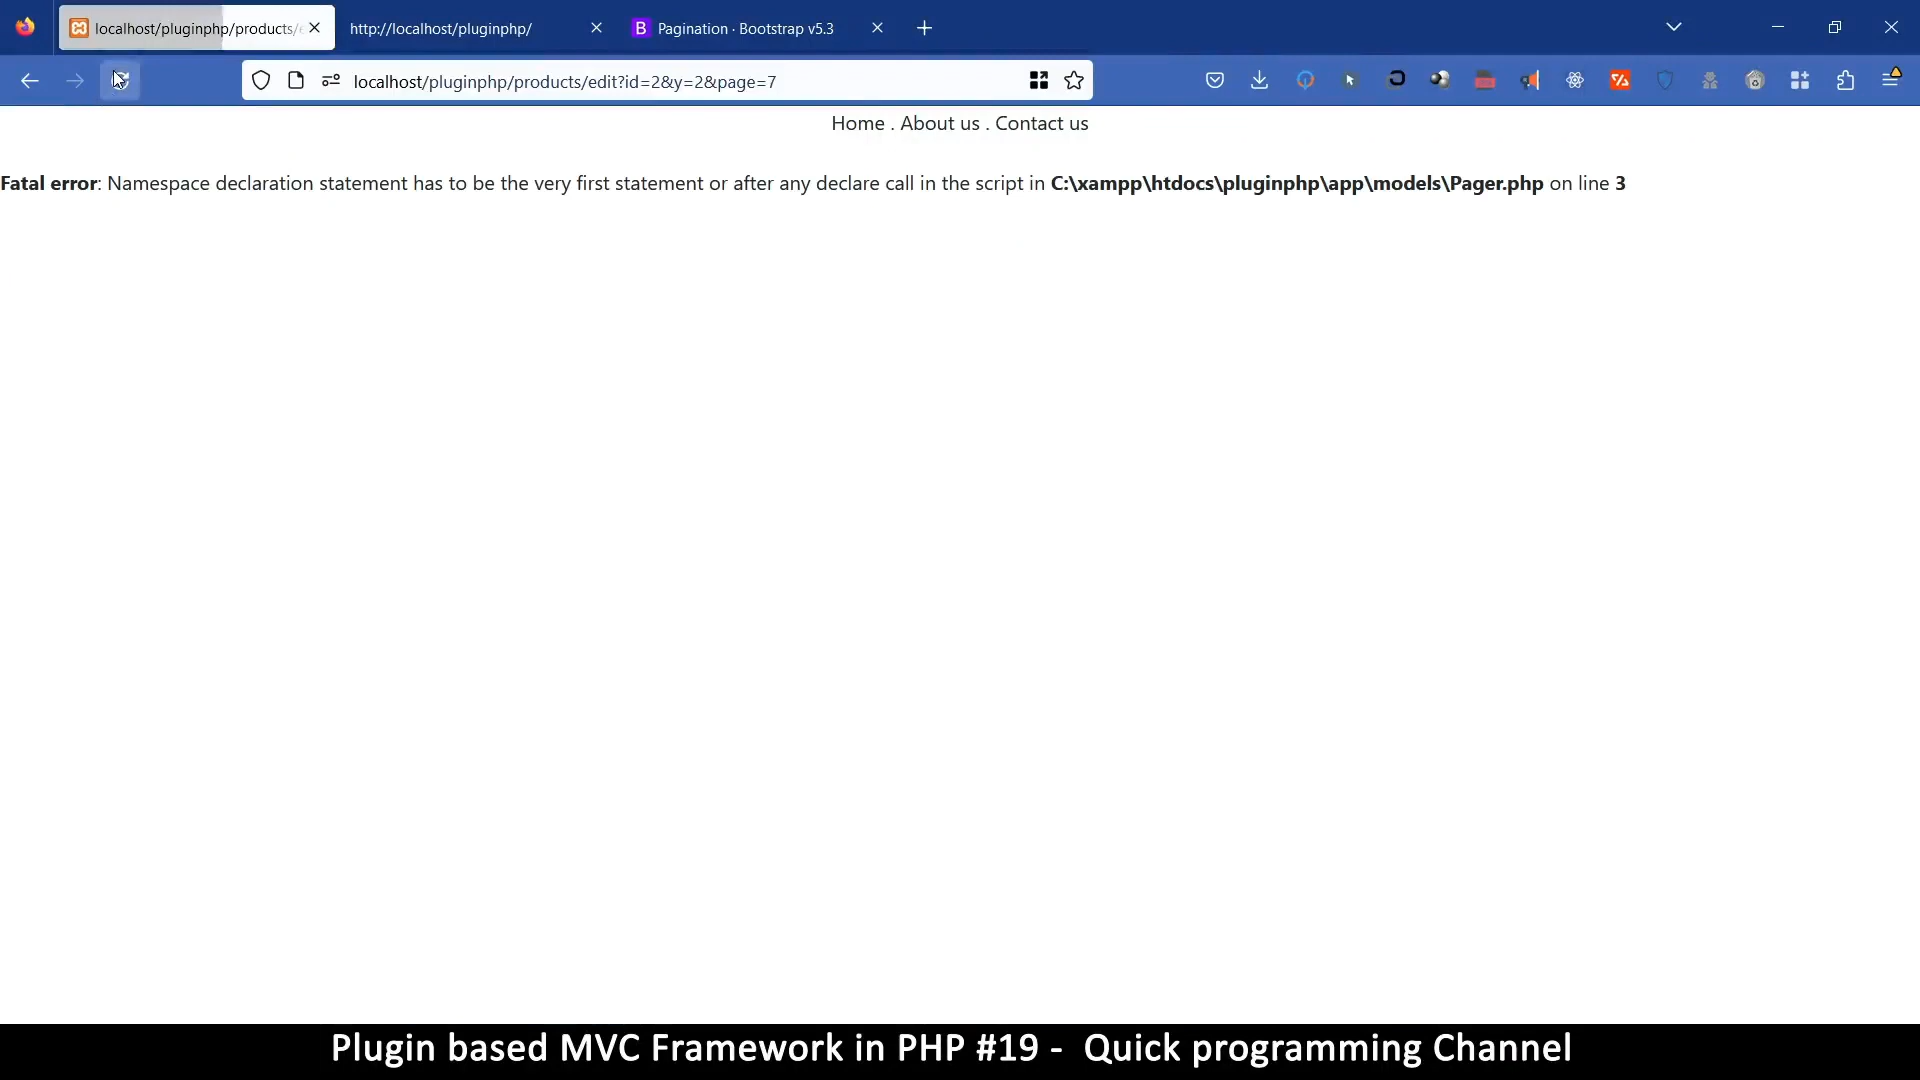 localhost/pluginphp/products/e
http://localhost/pluginphp/
B Pagination · Bootstrap v5.3
localhost/pluginphp/products/edit?id=2&y=2&page=7
Home . About us . Contact us
Fatal error: Namespace declaration statement has to be the very first statement or after any declare call in the script in C:\xampp\htdocs\pluginphp\app\models\Pager.php on line 3
Plugin based MVC Framework in PHP #19 - Quick programming Channel